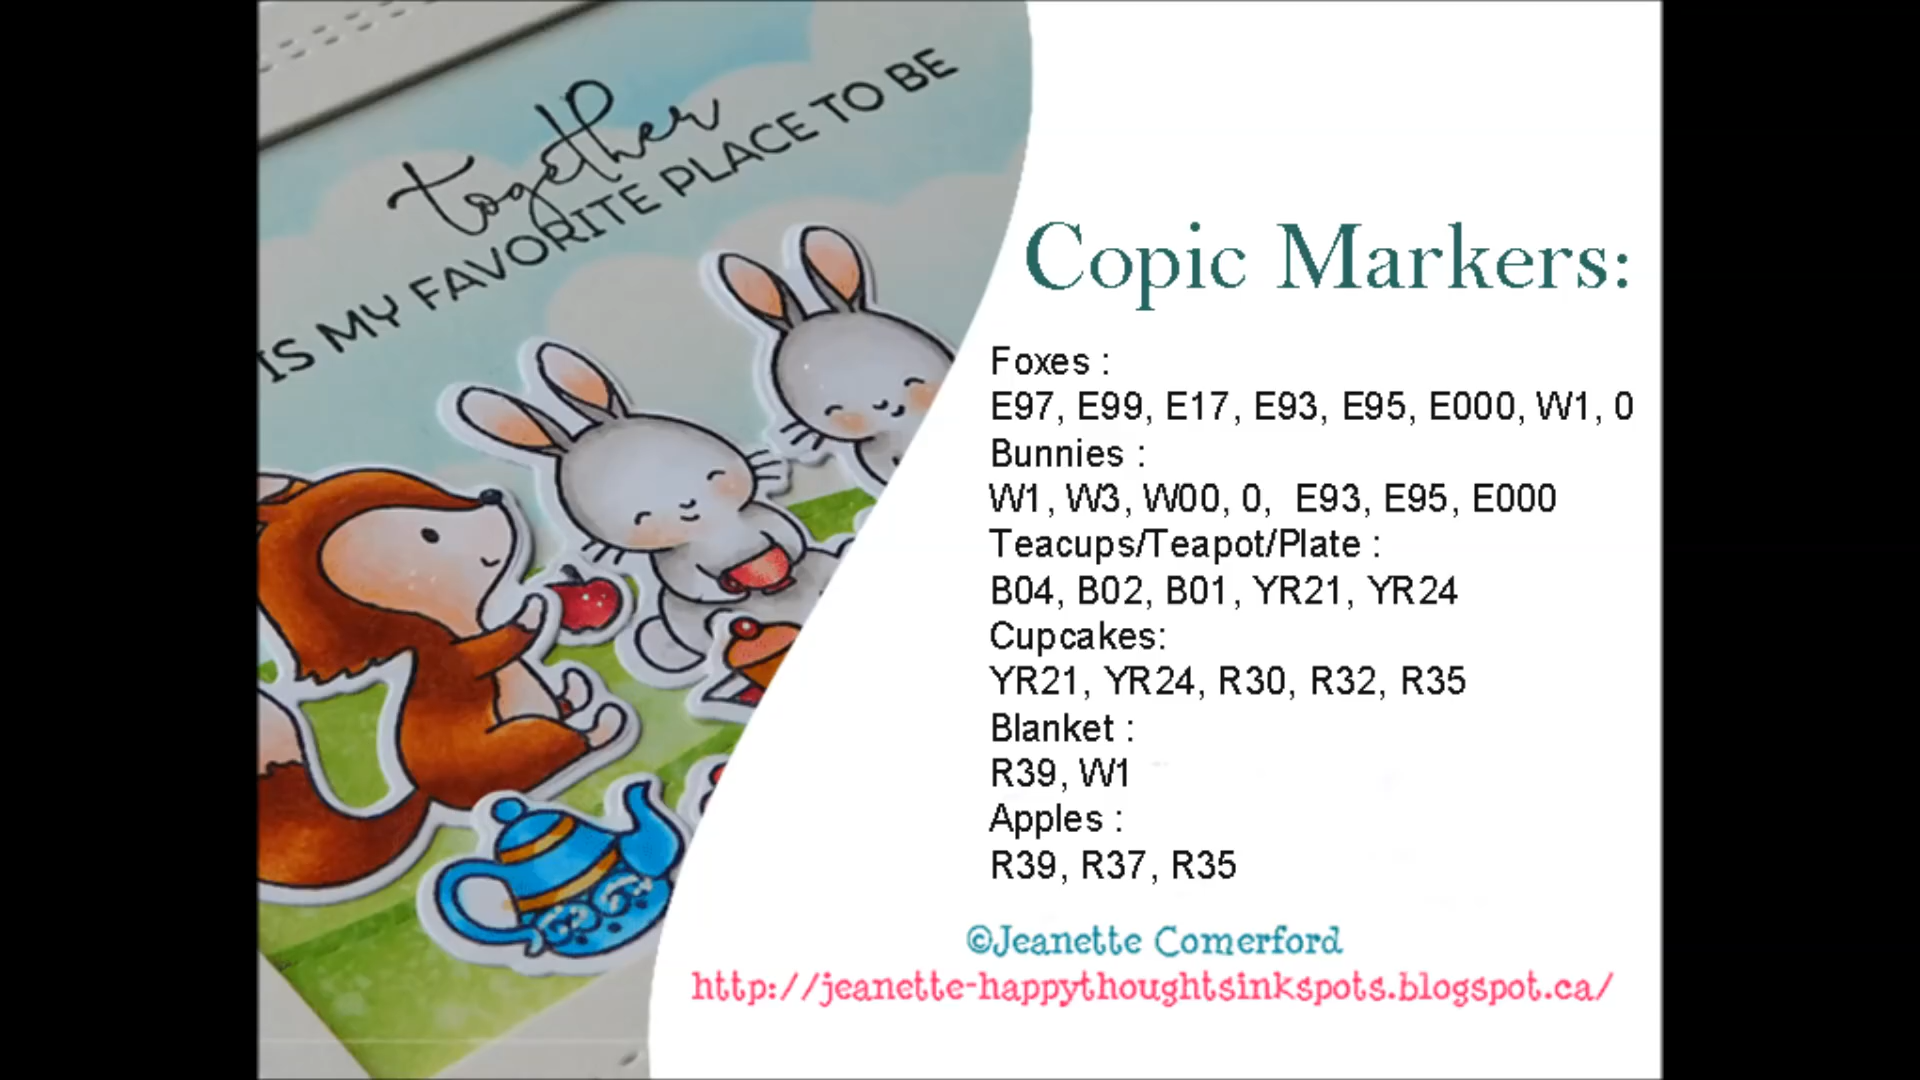 together
IS MY FAVORITE PLACE TO BE
Copic Markers:
Foxes :
E97, E99, E17, E93, E95, E000, W1, 0
Bunnies :
W1, W3, W00, 0,  E93, E95, E000
Teacups/Teapot/Plate :
B04, B02, B01, YR21, YR24
Cupcakes:
YR21, YR24, R30, R32, R35
Blanket :
R39, W1
Apples :
R39, R37, R35
©Jeanette Comerford
http://jeanette-happythoughtsinkspots.blogspot.ca/